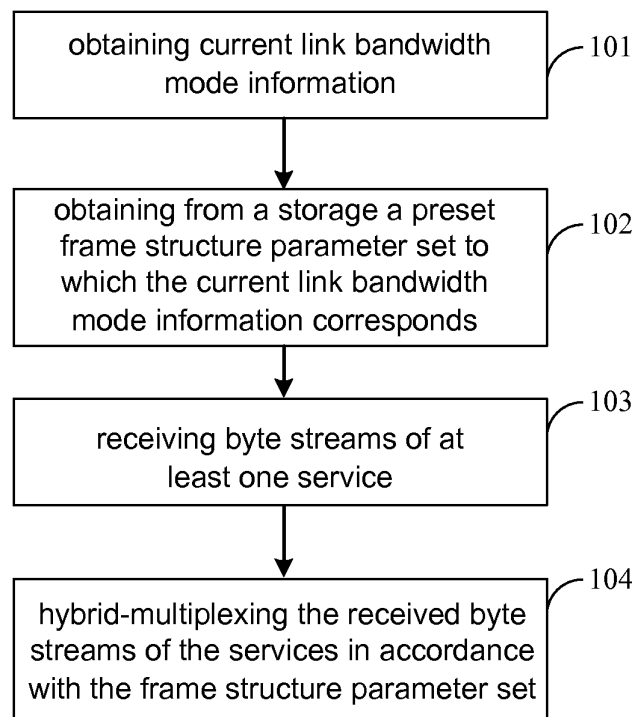 obtaining current link bandwidth
mode information
101
obtaining from a storage a preset
frame structure parameter set to
which the current link bandwidth
mode information corresponds
102
receiving byte streams of at
least one service
103
hybrid-multiplexing the received byte
streams of the services in accordance
with the frame structure parameter set
104